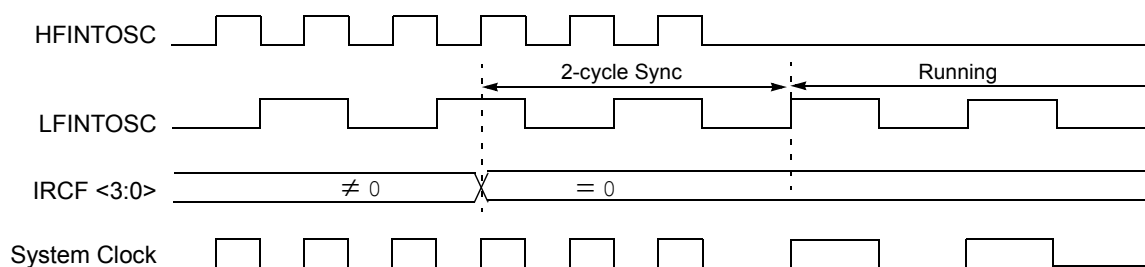 HFINTOSC
2-cycle Sync
Running
LFINTOSC
IRCF <3:0>
≠ 0
= 0
System Clock